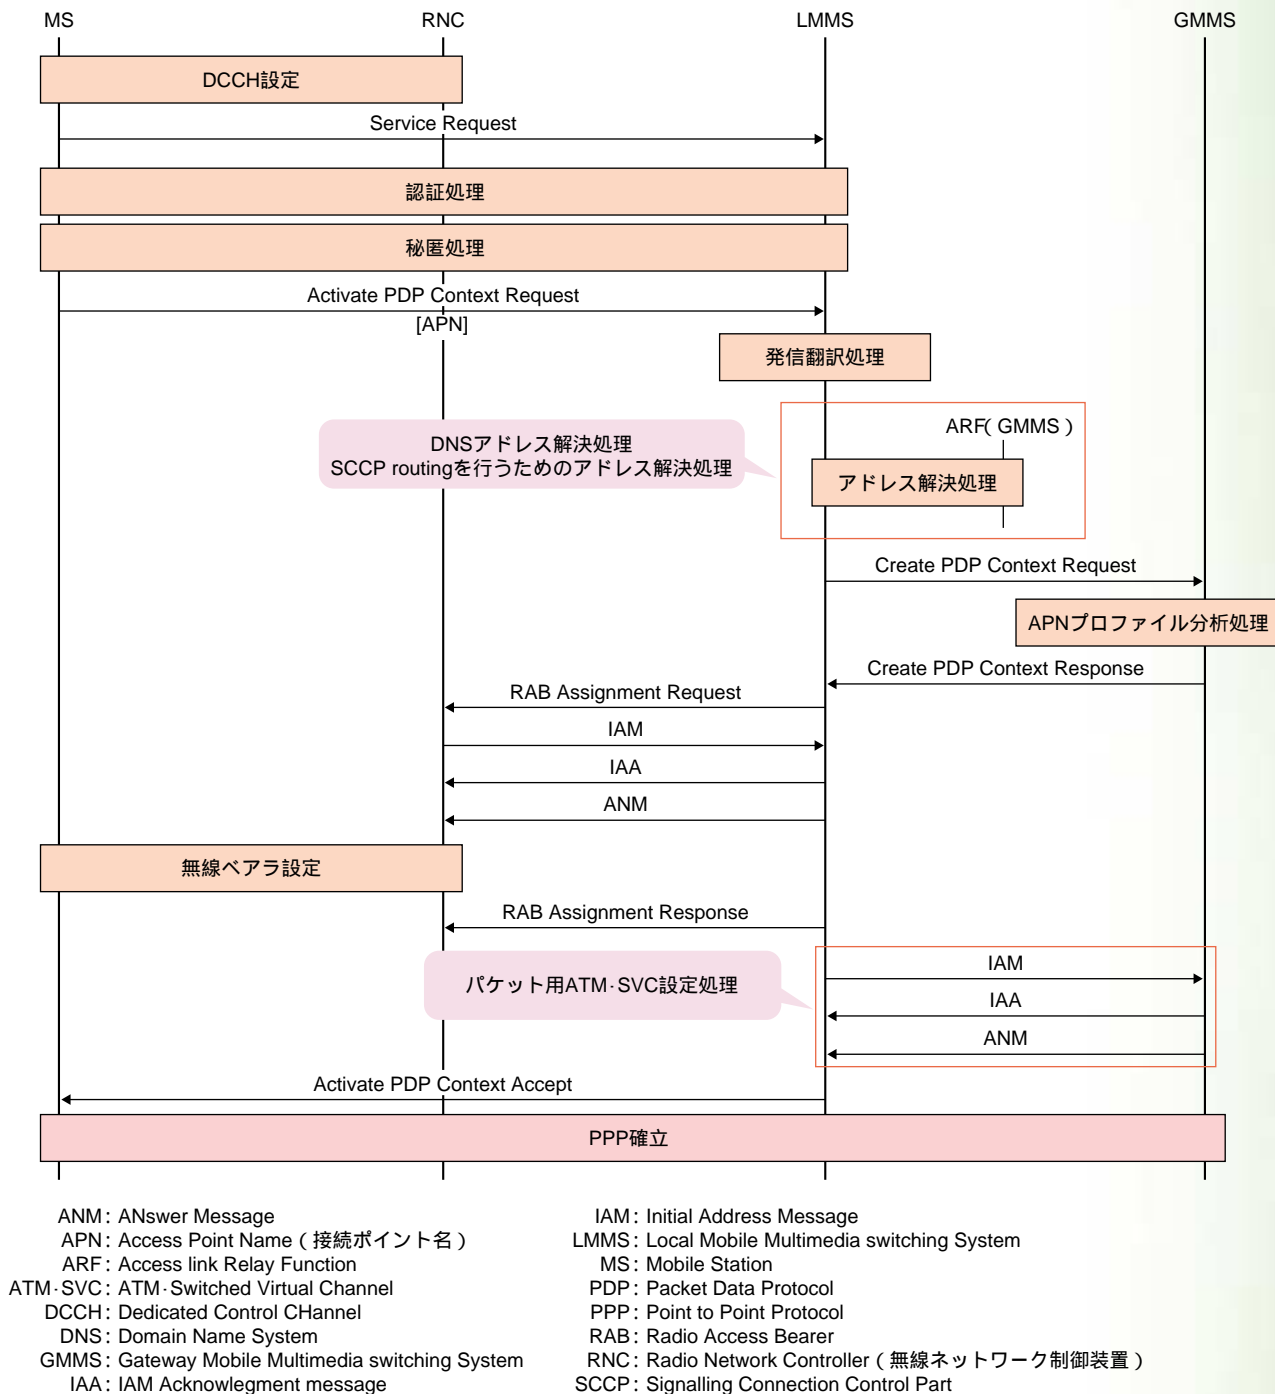 MS
RNC
LMMS
GMMS
DCCH設定
Service Request
認証処理
秘匿処理
Activate PDP Context Request
[APN]
発信翻訳処理
ARF(GMMS)
DNSアドレス解決処理
SCCP routingを行うためのアドレス解決処理
アドレス解決処理
Create PDP Context Request
APNプロファイル分析処理
Create PDP Context Response
RAB Assignment Request
IAM
IAA
ANM
無線ベアラ設定
RAB Assignment Response
パケット用ATM·SVC設定処理
IAM
IAA
ANM
Activate PDP Context Accept
PPP確立
ANM: ANswer Message
APN: Access Point Name(接続ポイント名)
ARF: Access link Relay Function
ATM·SVC: ATM·Switched Virtual Channel
DCCH: Dedicated Control CHannel
DNS: Domain Name System
GMMS: Gateway Mobile Multimedia switching System
IAA: IAM Acknowlegment message
IAM: Initial Address Message
LMMS: Local Mobile Multimedia switching System
MS: Mobile Station
PDP: Packet Data Protocol
PPP: Point to Point Protocol
RAB: Radio Access Bearer
RNC: Radio Network Controller(無線ネットワーク制御装置)
SCCP: Signalling Connection Control Part